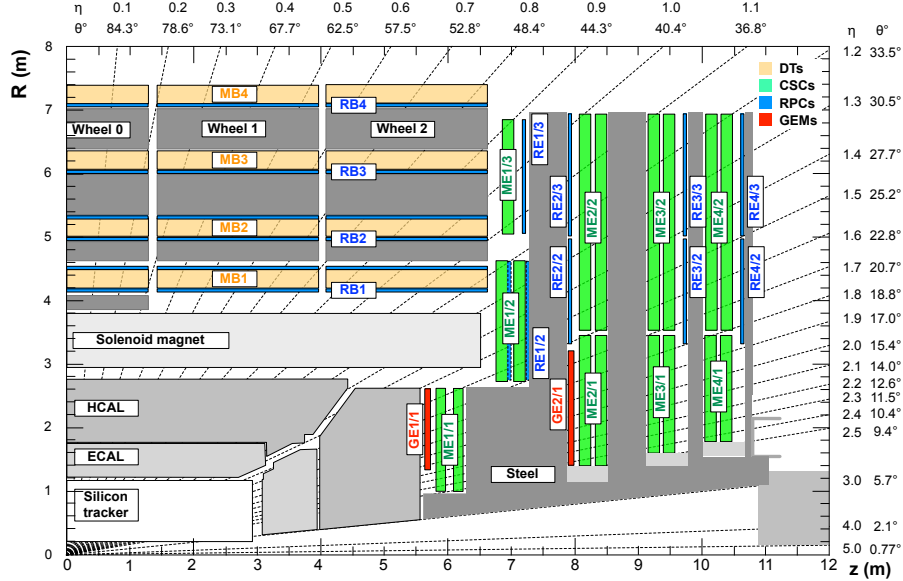 η 0.1 0.2 0.3 0.4 0.5 0.6 0.7 0.8 0.9 1.0 1.1 η θ°
θ° 84.3° 78.6° 73.1° 67.7° 62.5° 57.5° 52.8° 48.4° 44.3° 40.4° 36.8°
R (m)
8
7
6
5
4
3
2
1
0
1.2 33.5°
1.3 30.5°
1.4 27.7°
1.5 25.2°
1.6 22.8°
1.7 20.7°
1.8 18.8°
1.9 17.0°
2.0 15.4°
2.1 14.0°
2.2 12.6°
2.3 11.5°
2.4 10.4°
2.5 9.4°
3.0 5.7°
4.0 2.1°
5.0 0.77°
DTs
CSCs
RPCs
GEMs
MB4
RB4
Wheel 0
Wheel 1
Wheel 2
MB3
RB3
MB2
RB2
MB1
RB1
Solenoid magnet
HCAL
ECAL
Silicon
tracker
Steel
ME1/3
RE1/3
RE2/3
ME2/2
ME3/2
RE3/3
ME4/2
RE4/3
ME1/2
RE1/2
RE2/2
RE3/2
RE4/2
GE1/1
ME1/1
GE2/1
ME2/1
ME3/1
ME4/1
0 1 2 3 4 5 6 7 8 9 10 11 12
z (m)